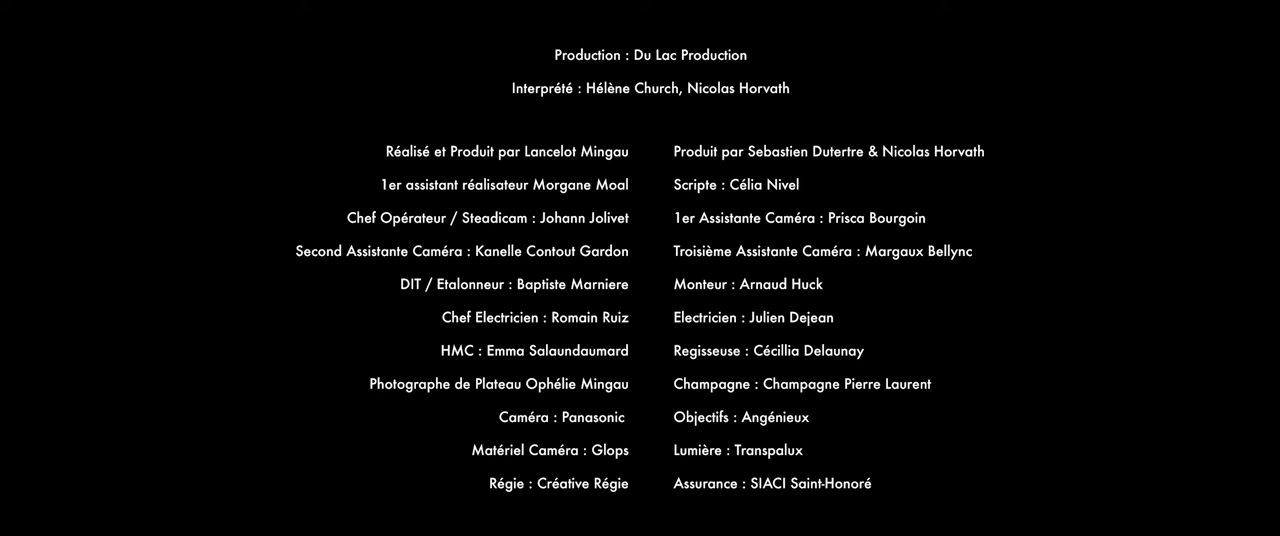 Production : Du Lac Production
Interprété : Hélène Church, Nicolas Horvath
Réalisé et Produit par Lancelot Mingau
Produit par Sebastien Dutertre & Nicolas Horvath
1er assistant réalisateur Morgane Moal
Scripte : Célia Nivel
Chef Opérateur / Steadicam : Johann Jolivet
1er Assistante Caméra : Prisca Bourgoin
Second Assistante Caméra : Kanelle Contout Gardon
Troisième Assistante Caméra : Margaux Bellync
DIT / Etalonneur : Baptiste Marniere
Monteur : Arnaud Huck
Chef Electricien : Romain Ruiz
Electricien : Julien Dejean
HMC : Emma Salaundaumard
Regisseuse : Cécillia Delaunay
Photographe de Plateau Ophélie Mingau
Champagne : Champagne Pierre Laurent
Caméra : Panasonic
Objectifs : Angénieux
Matériel Caméra : Glops
Lumière : Transpalux
Régie : Créative Régie
Assurance : SIACI Saint-Honoré